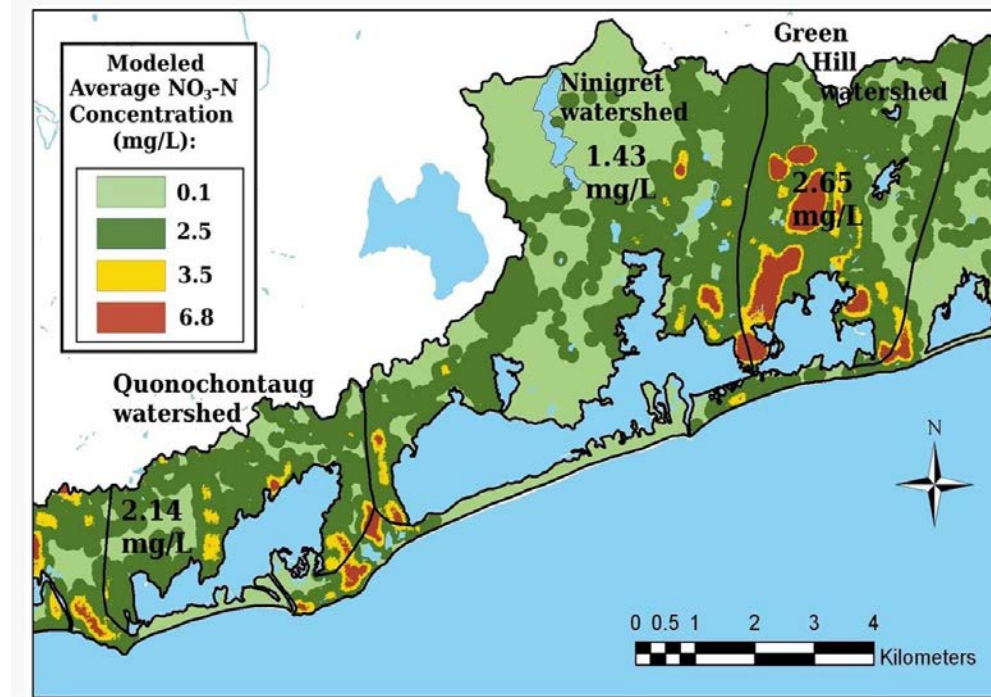 Modeled
Average NO₃-N
Concentration
(mg/L):
0.1
2.5
3.5
6.8
Ninigret
watershed
1.43
mg/L
Green
Hill
watershed
2.65
mg/L
Quonochontaug
watershed
2.14
mg/L
N
0 0.5 1 2 3 4
Kilometers